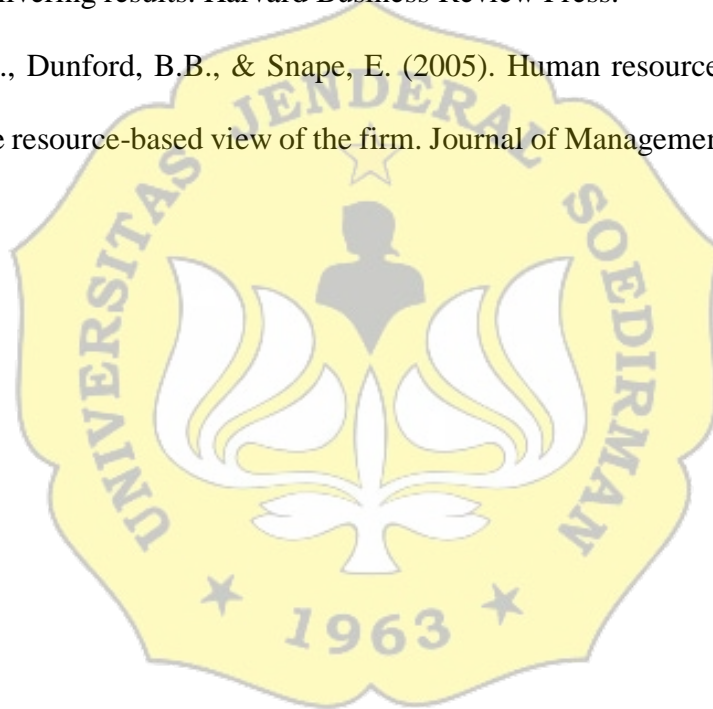 vering results. Harvard Business Review Press.
., Dunford, B.B., & Snape, E. (2005). Human resource
e resource-based view of the firm. Journal of Managemen
UNIVERSITAS JENDERAL SOEDIRMAN
1963